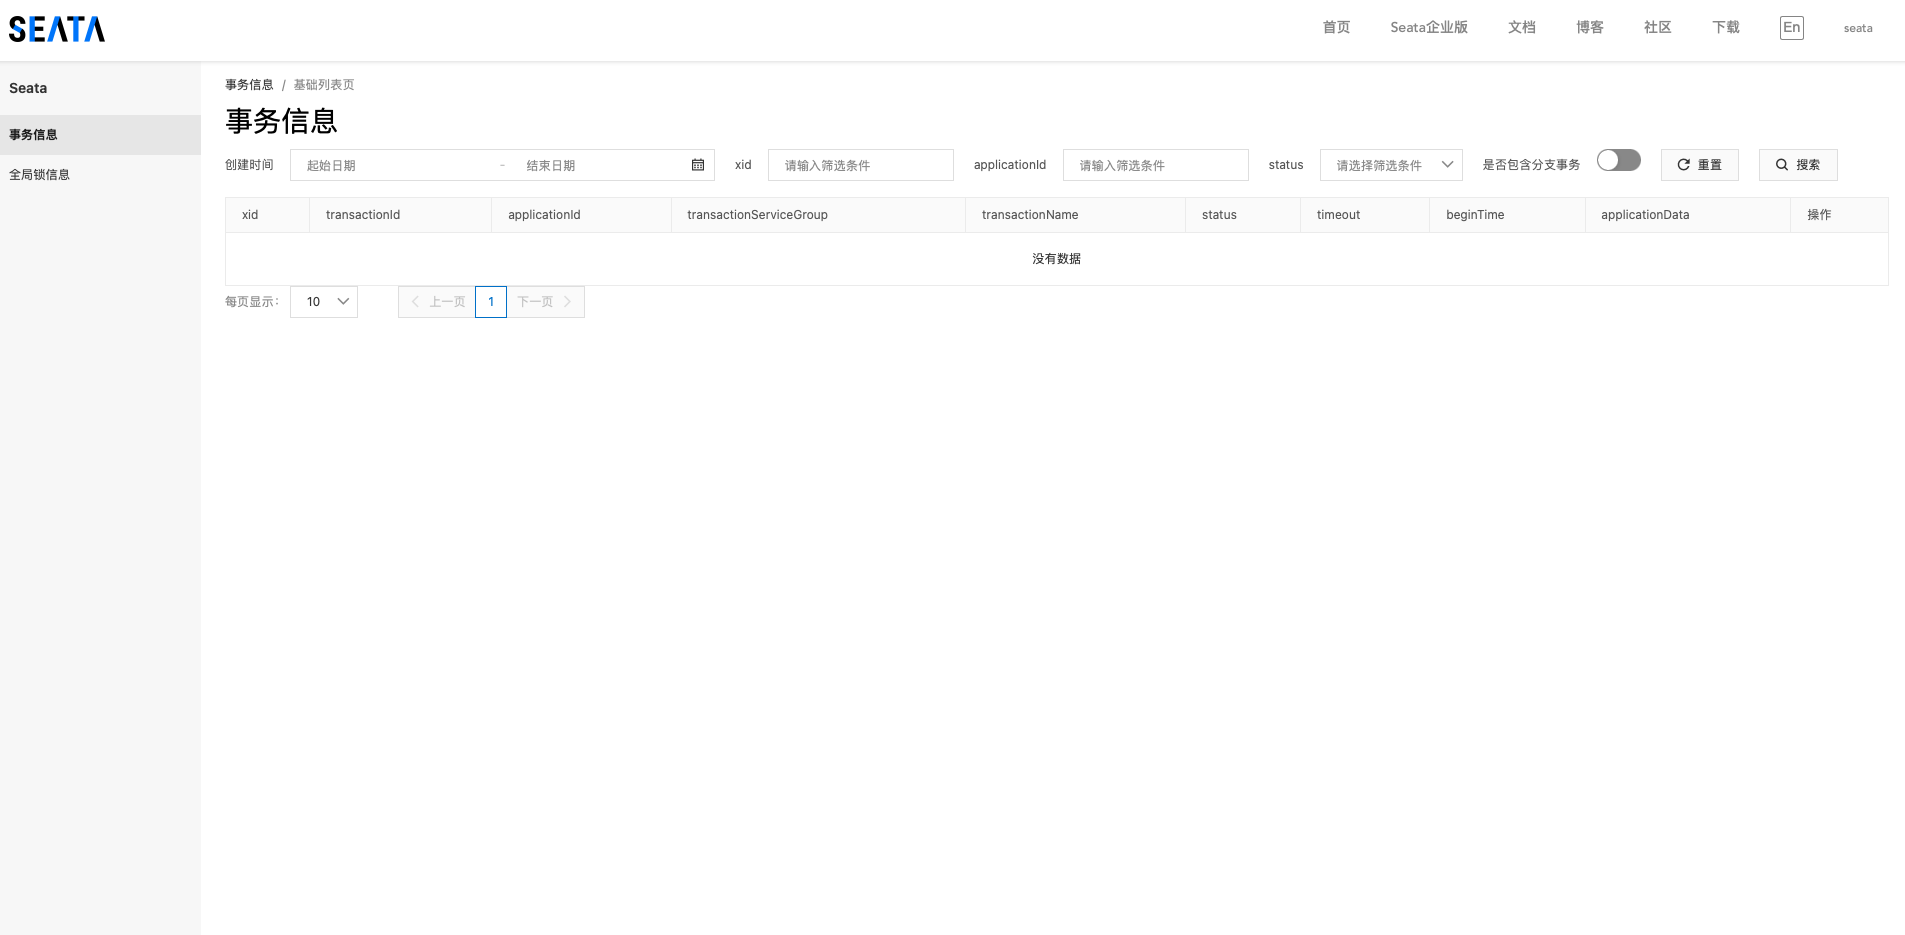 SEATA
首页 Seata企业版 文档 博客 社区 下载 En seata
Seata
事务信息
全局锁信息
事务信息 / 基础列表页
事务信息
创建时间 起始日期 - 结束日期 xid 请输入筛选条件 applicationId 请输入筛选条件 status 请选择筛选条件 是否包含分支事务 重置 搜索
xid transactionId applicationId transactionServiceGroup transactionName status timeout beginTime applicationData 操作
没有数据
每页显示: 10 上一页 1 下一页